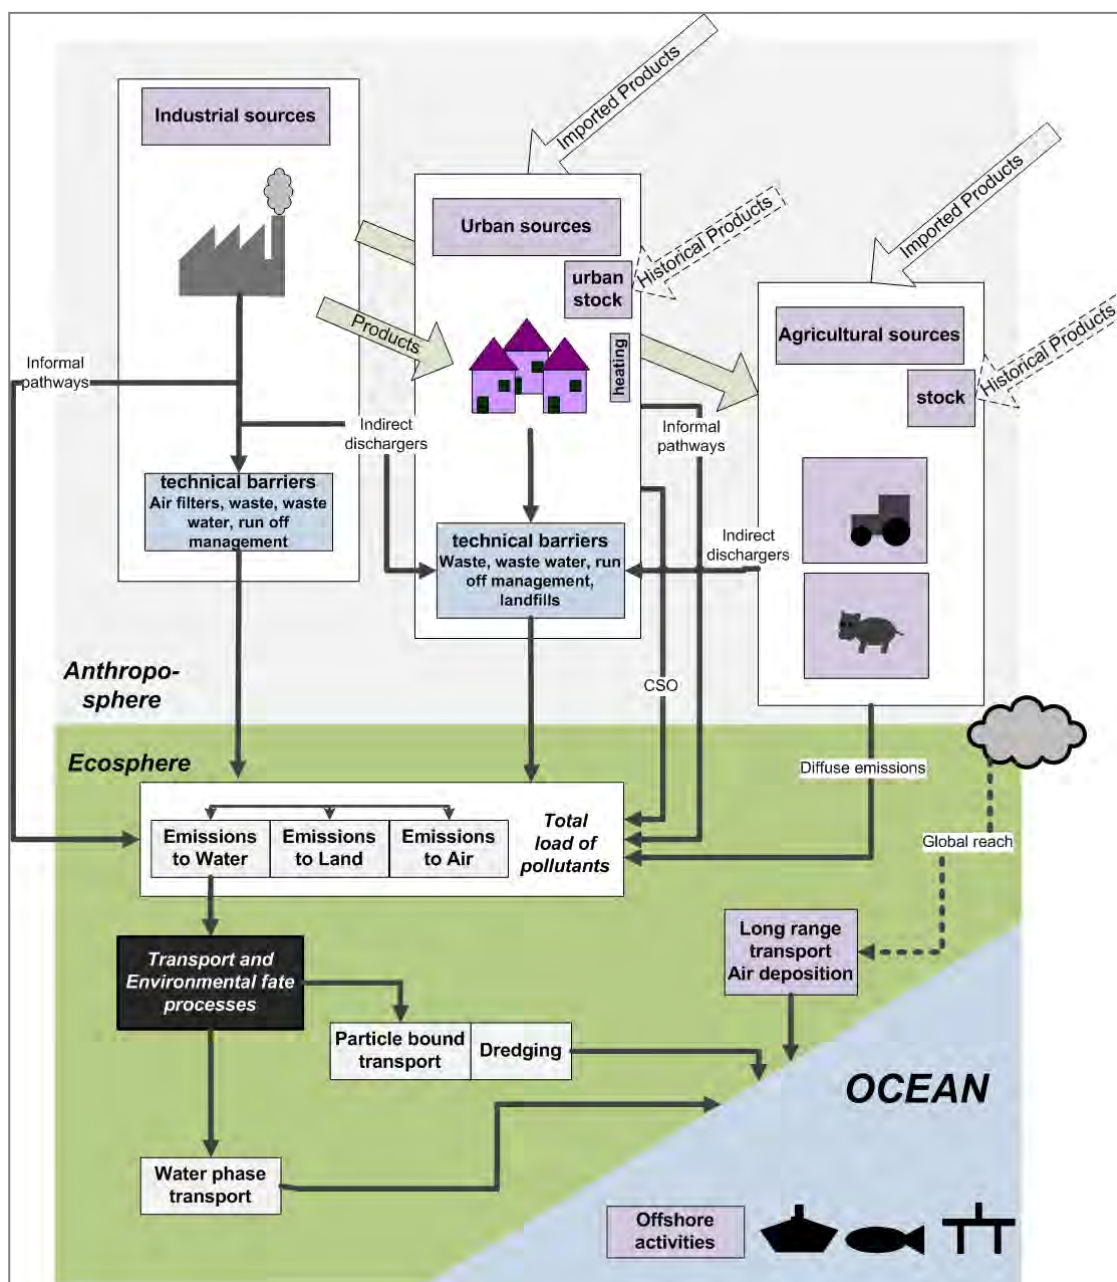 Imported Products
Industrial sources
Imported Products
Urban sources
Historical Products
urban
stock
Products
Agricultural sources
Historical Products
heating
Informal
pathways
stock
Indirect
dischargers
Informal
pathways
technical barriers
Air filters, waste, waste
water, run off
management
technical barriers
Waste, waste water, run
off management,
landfills
Indirect
dischargers
Anthropo-
sphere
CSO
Ecosphere
Diffuse emissions
Emissions
to Water
Emissions
to Land
Emissions
to Air
Total
load of
pollutants
Global reach
Long range
transport
Air deposition
Transport and
Environmental fate
processes
Particle bound
transport
Dredging
OCEAN
Water phase
transport
Offshore
activities